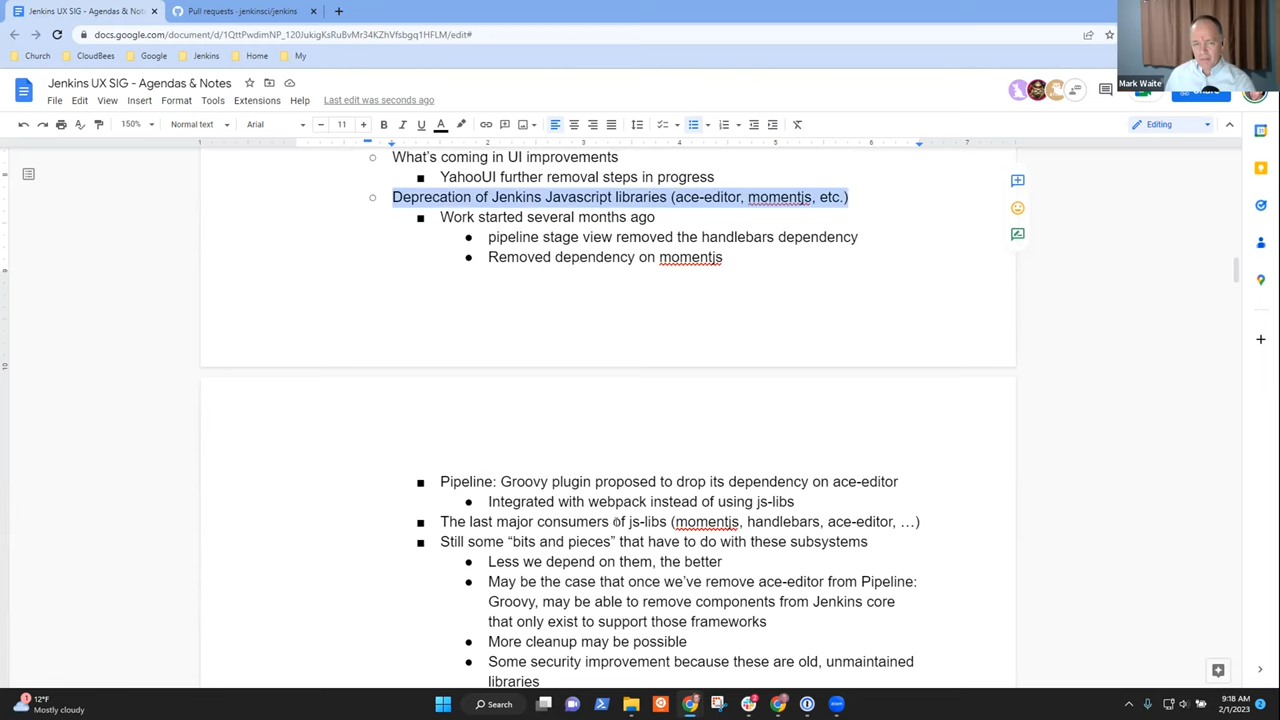 Jenkins UX SIG - Agendas & Note
Pull requests · jenkinsci/jenkins
docs.google.com/document/d/1QttPwdimNP_120JukigKsRuBvMr34KZhVfsbgq1HFLM/edit#
Church
CloudBees
Google
Jenkins
Home
My
Jenkins UX SIG - Agendas & Notes
File Edit View Insert Format Tools Extensions Help
Last edit was seconds ago
Mark Waite
150%
Normal text
Arial
11
Editing
1 1 2 3 4 5 6 7
What's coming in UI improvements
YahooUI further removal steps in progress
Deprecation of Jenkins Javascript libraries (ace-editor, momentjs, etc.)
Work started several months ago
pipeline stage view removed the handlebars dependency
Removed dependency on momentjs
Pipeline: Groovy plugin proposed to drop its dependency on ace-editor
Integrated with webpack instead of using js-libs
The last major consumers of js-libs (momentjs, handlebars, ace-editor, …)
Still some “bits and pieces” that have to do with these subsystems
Less we depend on them, the better
May be the case that once we've remove ace-editor from Pipeline:
Groovy, may be able to remove components from Jenkins core
that only exist to support those frameworks
More cleanup may be possible
Some security improvement because these are old, unmaintained
libraries
12°F
Mostly cloudy
Search
9:18 AM
2/1/2023